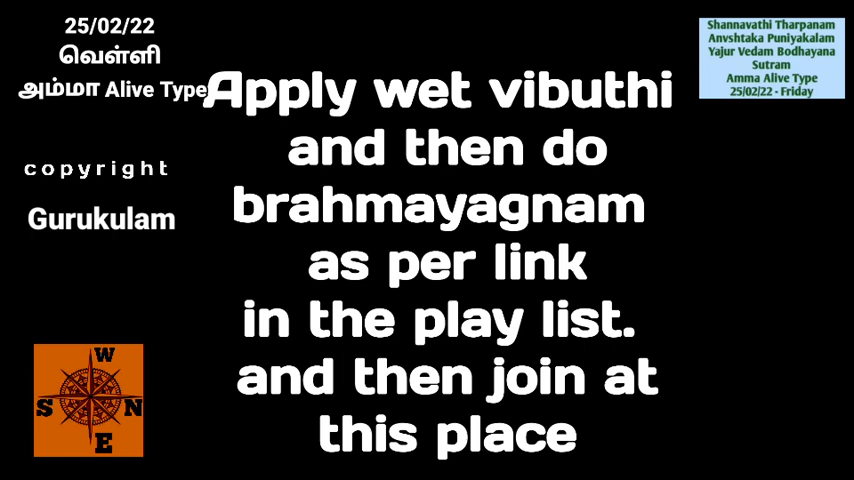 25/02/22
வெள்ளி
அம்மா Alive Type
copyright
Gurukulam
Apply wet vibuthi
and then do
brahmayagnam
as per link
in the play list.
and then join at
this place
Shannavathi Tharpanam
Anvshtaka Puniyakalam
Yajur Vedam Bodhayana
Sutram
Amma Alive Type
25/02/22 - Friday
W
S N
E